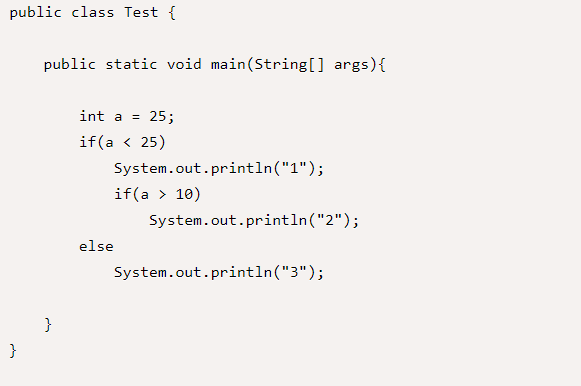 public class Test {
    public static void main(String[] args){
        int a = 25;
        if(a < 25)
            System.out.println("1");
            if(a > 10)
                System.out.println("2");
        else
            System.out.println("3");
    }
}